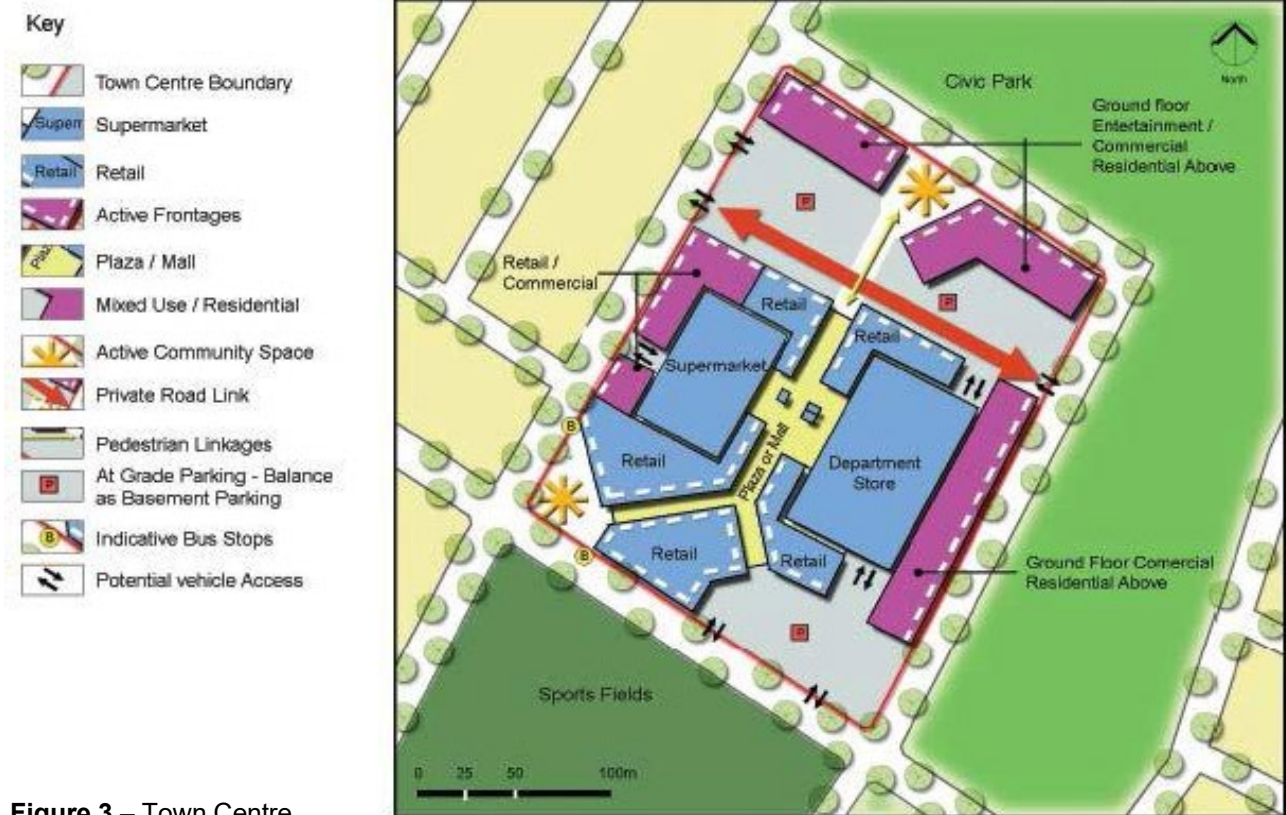 Key
Town Centre Boundary
Super
Supermarket
Retail
Retail
Active Frontages
Plaza
Plaza / Mall
Mixed Use / Residential
Active Community Space
Private Road Link
Pedestrian Linkages
P
At Grade Parking - Balance
as Basement Parking
B
Indicative Bus Stops
Potential vehicle Access
Civic Park
North
Ground floor
Entertainment /
Commercial
Residential Above
P
Retail /
Commercial
Retail
P
Retail
Supermarket
B
Retail
Plaza or Mall
Department
Store
B
Retail
Retail
Ground Floor Comercial
Residential Above
P
Sports Fields
0 25 50 100m
Figure 3 – Town Centre